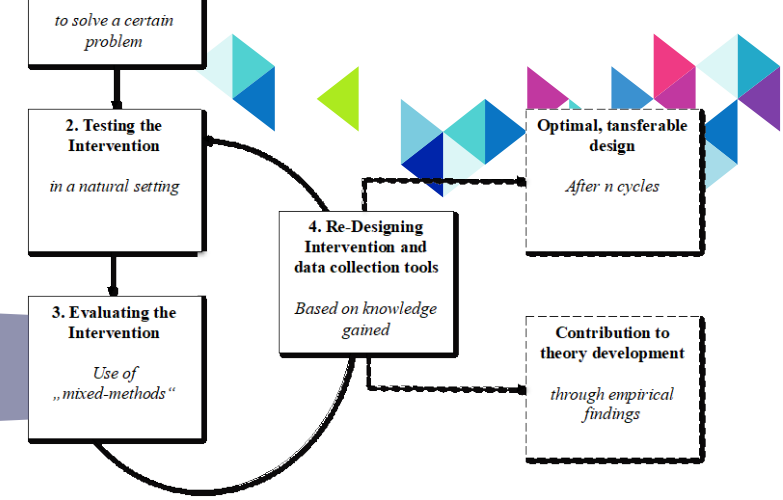 to solve a certain
problem
2. Testing the
Intervention
in a natural setting
3. Evaluating the
Intervention
Use of
„mixed-methods“
4. Re-Designing
Intervention and
data collection tools
Based on knowledge
gained
Optimal, tansferable
design
After n cycles
Contribution to
theory development
through empirical
findings